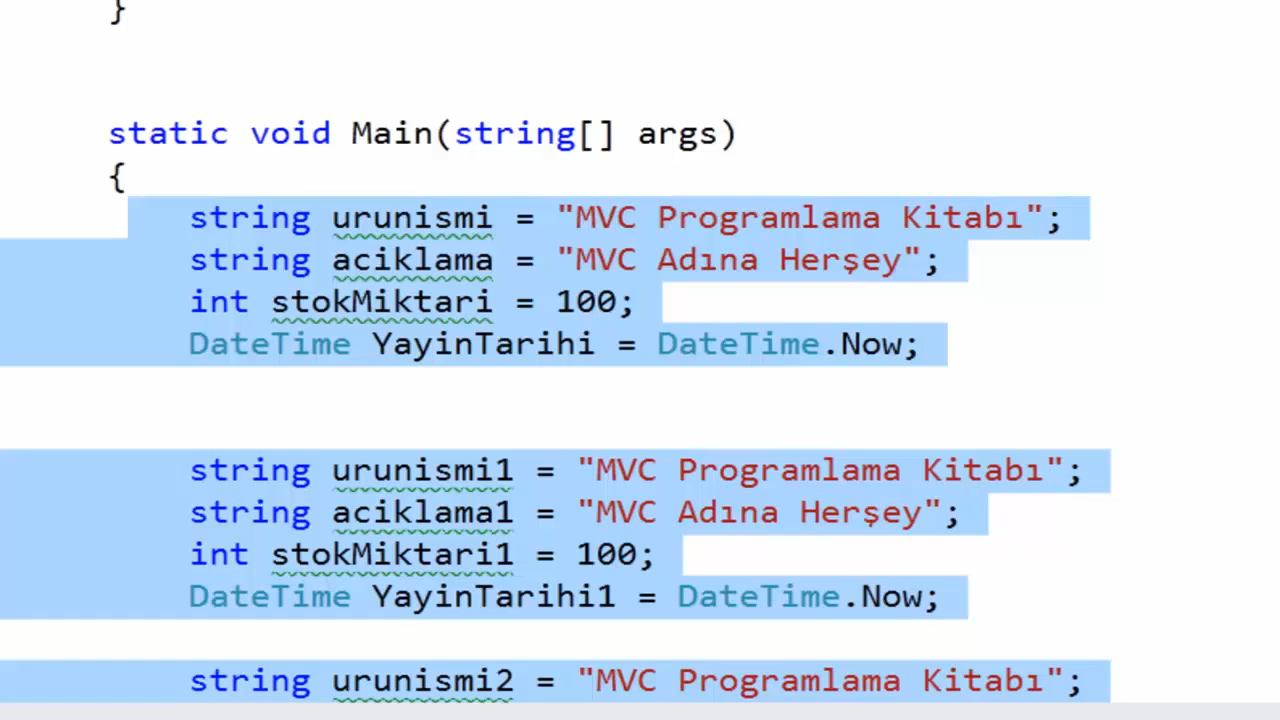 }
static void Main(string[] args)
{
string urunismi = "MVC Programlama Kitabı";
string aciklama = "MVC Adına Herşey";
int stokMiktari = 100;
DateTime YayinTarihi = DateTime.Now;
string urunismi1 = "MVC Programlama Kitabı";
string aciklama1 = "MVC Adına Herşey";
int stokMiktari1 = 100;
DateTime YayinTarihi1 = DateTime.Now;
string urunismi2 = "MVC Programlama Kitabı";